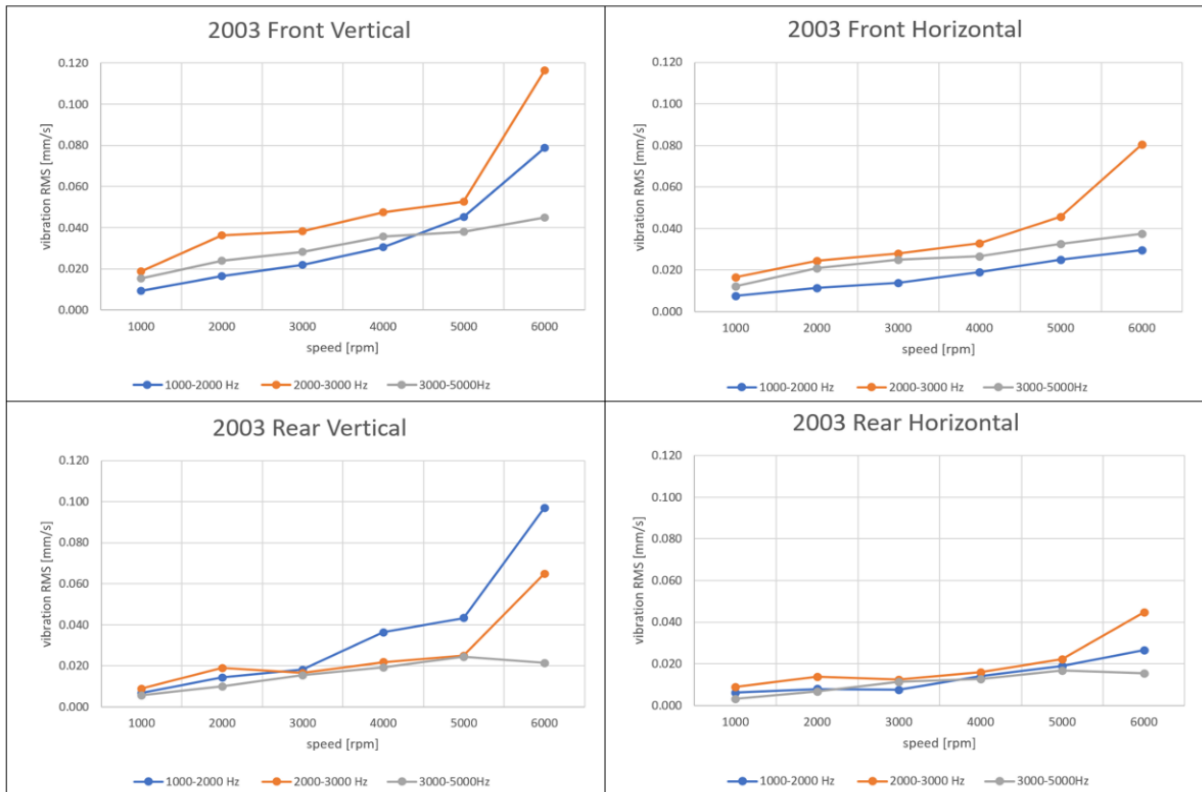 2003 Front Vertical
0.120
0.100
0.080
0.060
0.040
0.020
0.000
vibration RMS [mm/s]
1000 2000 3000 4000 5000 6000
speed [rpm]
1000-2000 Hz 2000-3000 Hz 3000-5000Hz
2003 Front Horizontal
0.120
0.100
0.080
0.060
0.040
0.020
0.000
vibration RMS [mm/s]
1000 2000 3000 4000 5000 6000
speed [rpm]
1000-2000 Hz 2000-3000 Hz 3000-5000Hz
2003 Rear Vertical
0.120
0.100
0.080
0.060
0.040
0.020
0.000
vibration RMS [mm/s]
1000 2000 3000 4000 5000 6000
speed [rpm]
1000-2000 Hz 2000-3000 Hz 3000-5000Hz
2003 Rear Horizontal
0.120
0.100
0.080
0.060
0.040
0.020
0.000
vibration RMS [mm/s]
1000 2000 3000 4000 5000 6000
speed [rpm]
1000-2000 Hz 2000-3000 Hz 3000-5000Hz